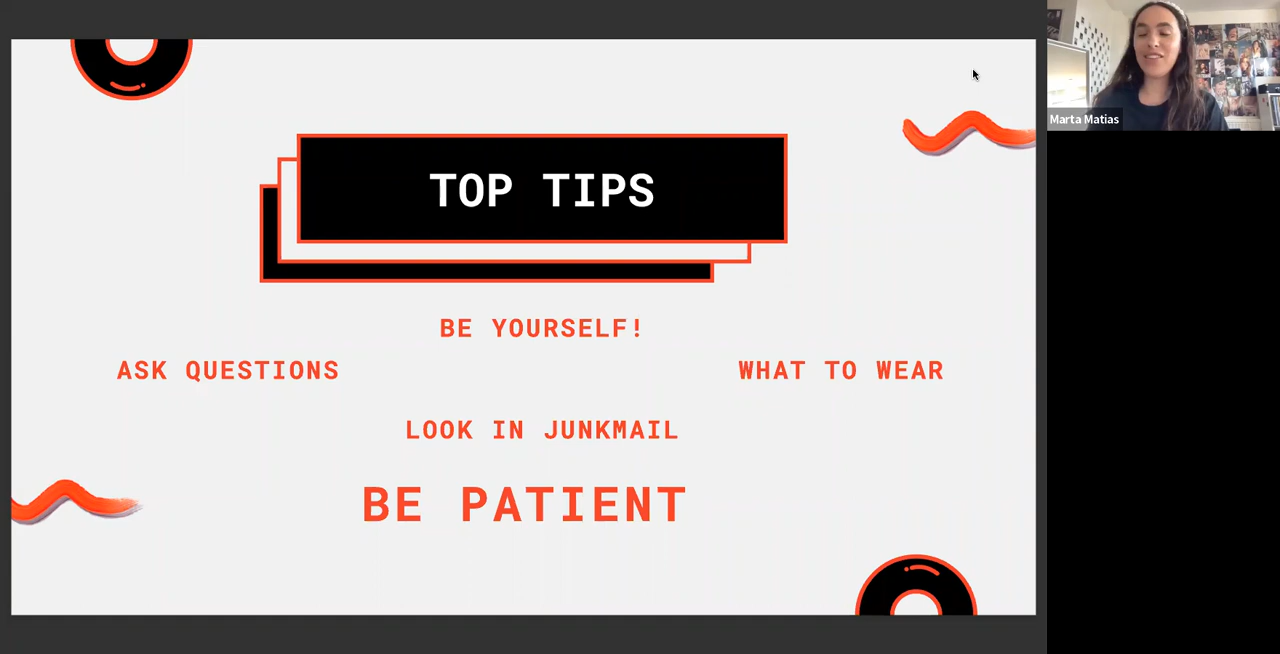 TOP TIPS
BE YOURSELF!
ASK QUESTIONS
WHAT TO WEAR
LOOK IN JUNKMAIL
BE PATIENT
Marta Matias